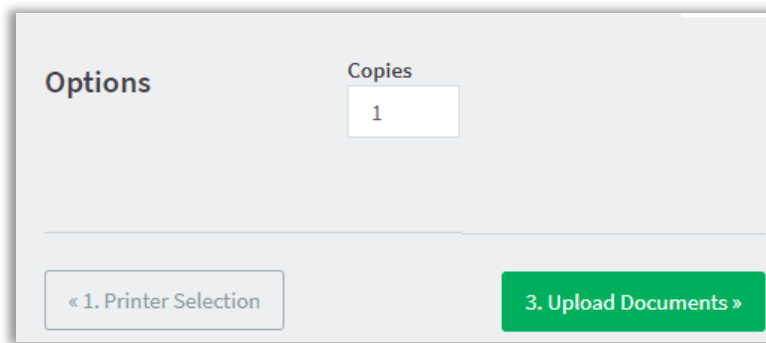 Options
Copies
1
« 1. Printer Selection
3. Upload Documents »